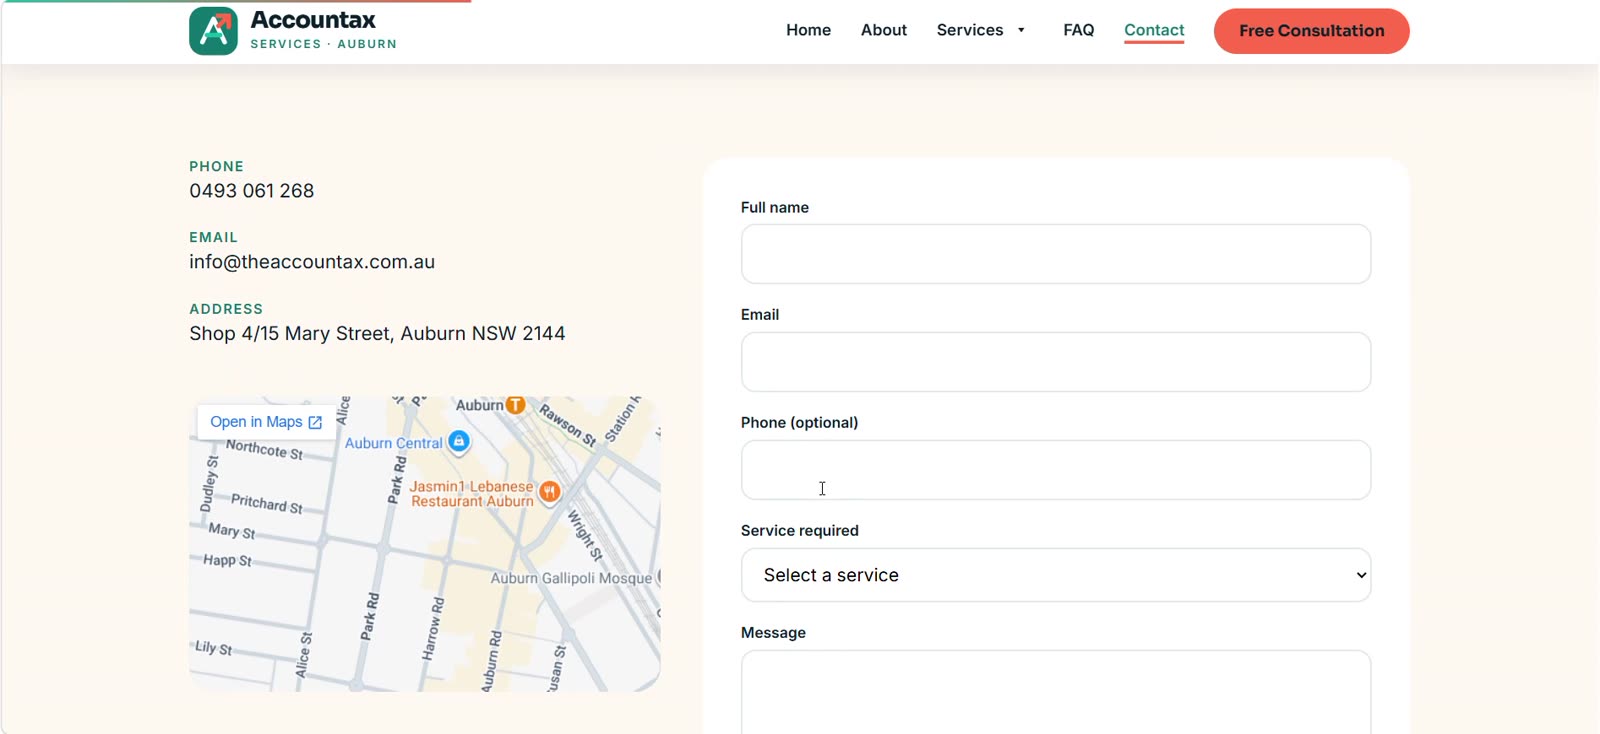 Accountax
SERVICES · AUBURN
Home
About
Services
FAQ
Contact
Free Consultation
PHONE
0493 061 268
EMAIL
info@theaccountax.com.au
ADDRESS
Shop 4/15 Mary Street, Auburn NSW 2144
Open in Maps
Alice
Auburn
T
Rawson St
Station R
Auburn Central
Northcote St
Dudley St
Park Rd
Jasmin1 Lebanese
Restaurant Auburn
Pritchard St
Mary St
Wright St
Happ St
Auburn Gallipoli Mosque
Park Rd
Harrow Rd
Lily St
Alice St
Auburn Rd
usan St
Full name
Email
Phone (optional)
Service required
Select a service
Message